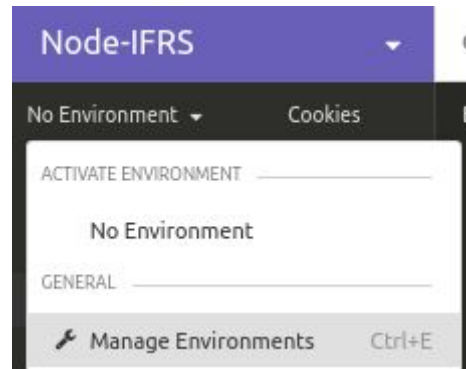 Node-IFRS
No Environment Cookies
ACTIVATE ENVIRONMENT
No Environment
GENERAL
Manage Environments Ctrl+E